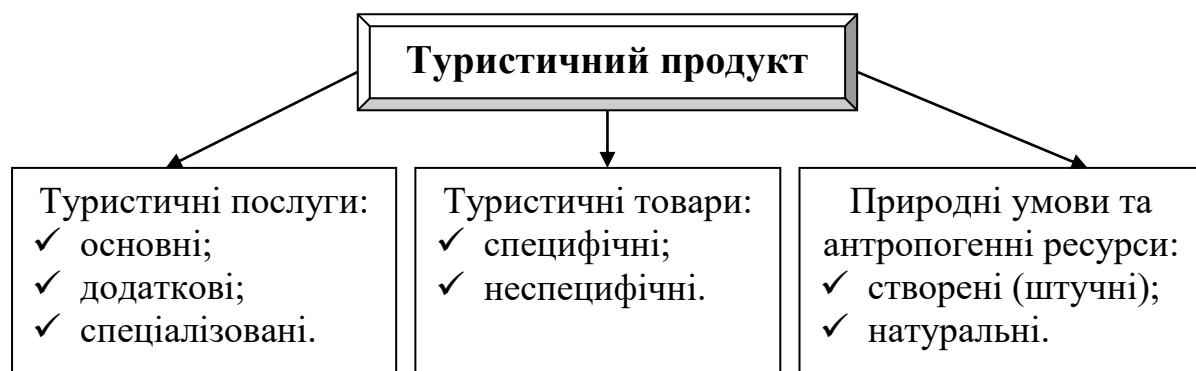 Туристичний продукт
Туристичні послуги:
✓ основні;
✓ додаткові;
✓ спеціалізовані.
Туристичні товари:
✓ специфічні;
✓ неспецифічні.
Природні умови та
антропогенні ресурси:
✓ створені (штучні);
✓ натуральні.